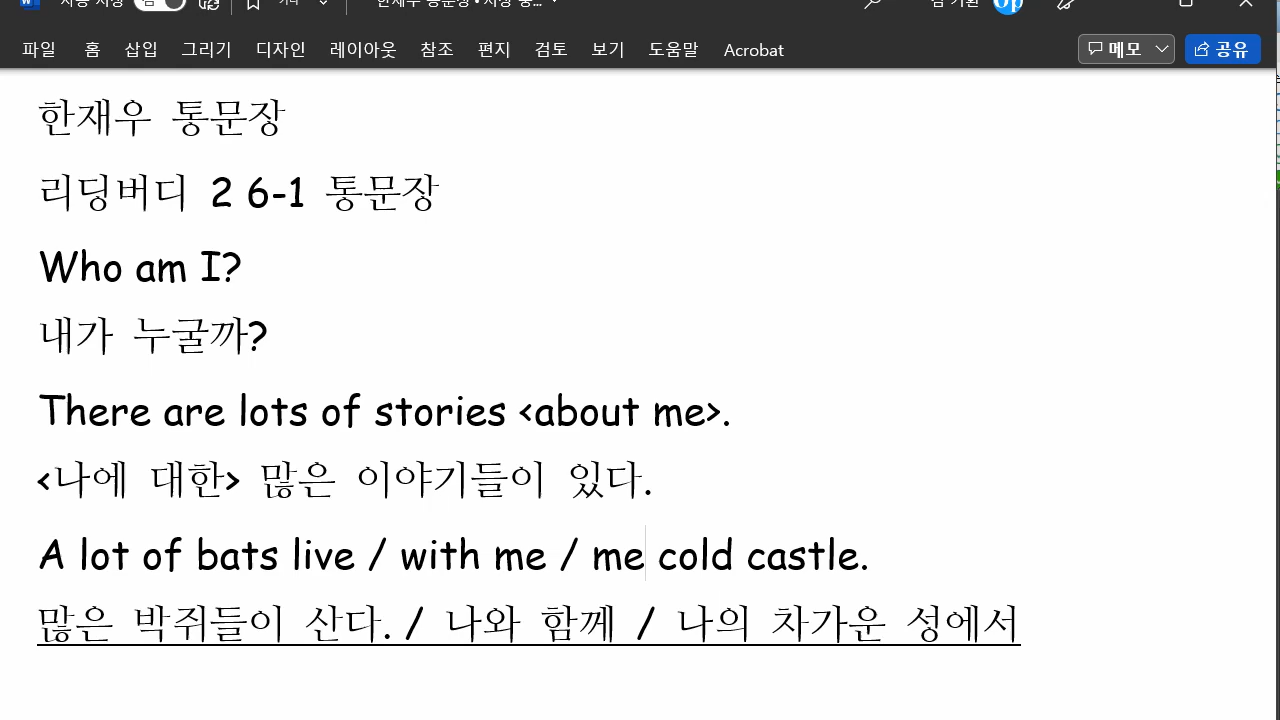 파일 홈 삽입 그리기 디자인 레이아웃 참조 편지 검토 보기 도움말 Acrobat 메모 공유
한재우 통문장
리딩버디 2 6-1 통문장
Who am I?
내가 누굴까?
There are lots of stories <about me>.
<나에 대한> 많은 이야기들이 있다.
A lot of bats live / with me / me cold castle.
많은 박쥐들이 산다. / 나와 함께 / 나의 차가운 성에서